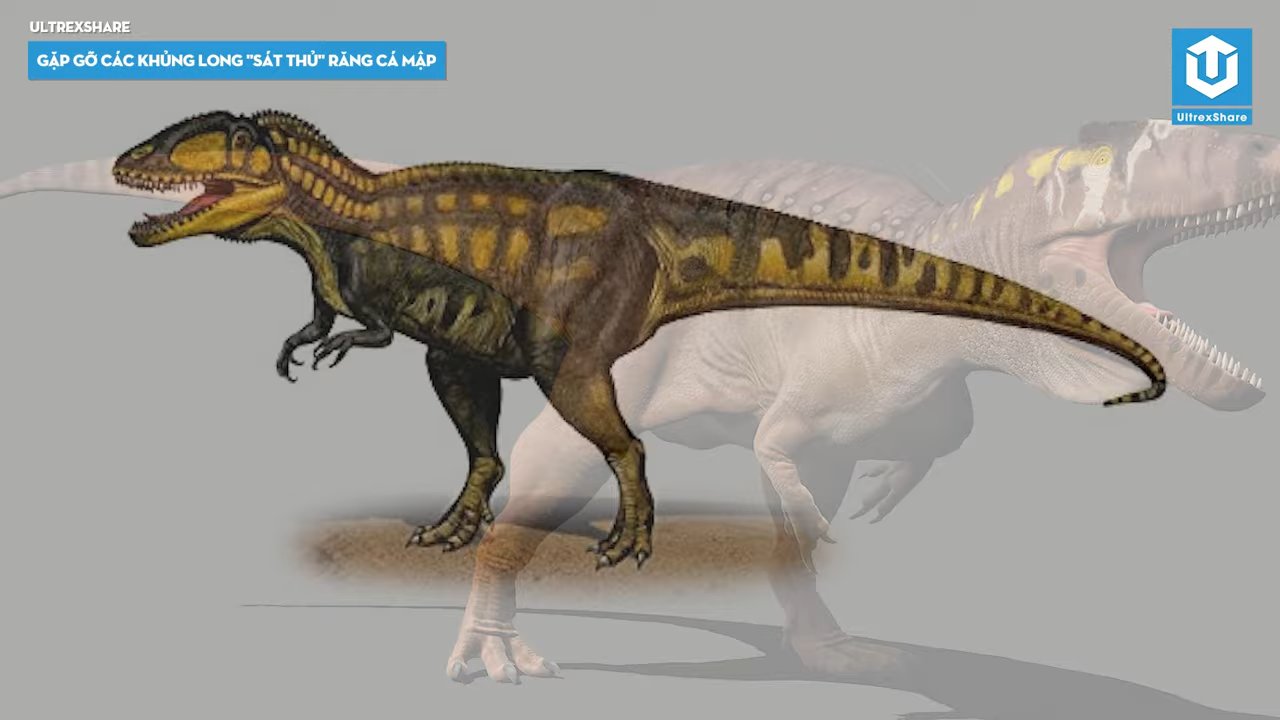 ULTREXSHARE
GẶP GỠ CÁC KHỦNG LONG "SÁT THỦ" RĂNG CÁ MẬP
UltrexShare